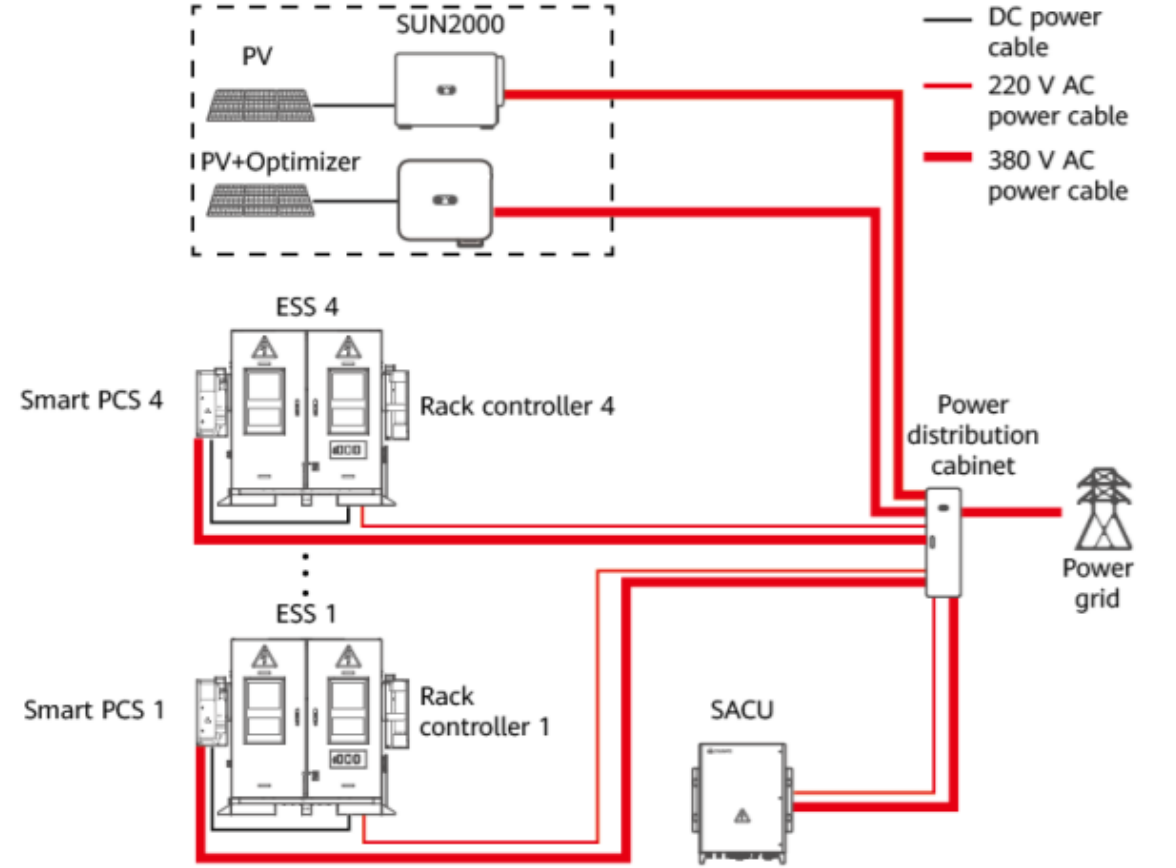 SUN2000
PV
PV+Optimizer
DC power
cable
220 V AC
power cable
380 V AC
power cable
ESS 4
Smart PCS 4
Rack controller 4
Power
distribution
cabinet
Power
grid
ESS 1
Smart PCS 1
Rack
controller 1
SACU